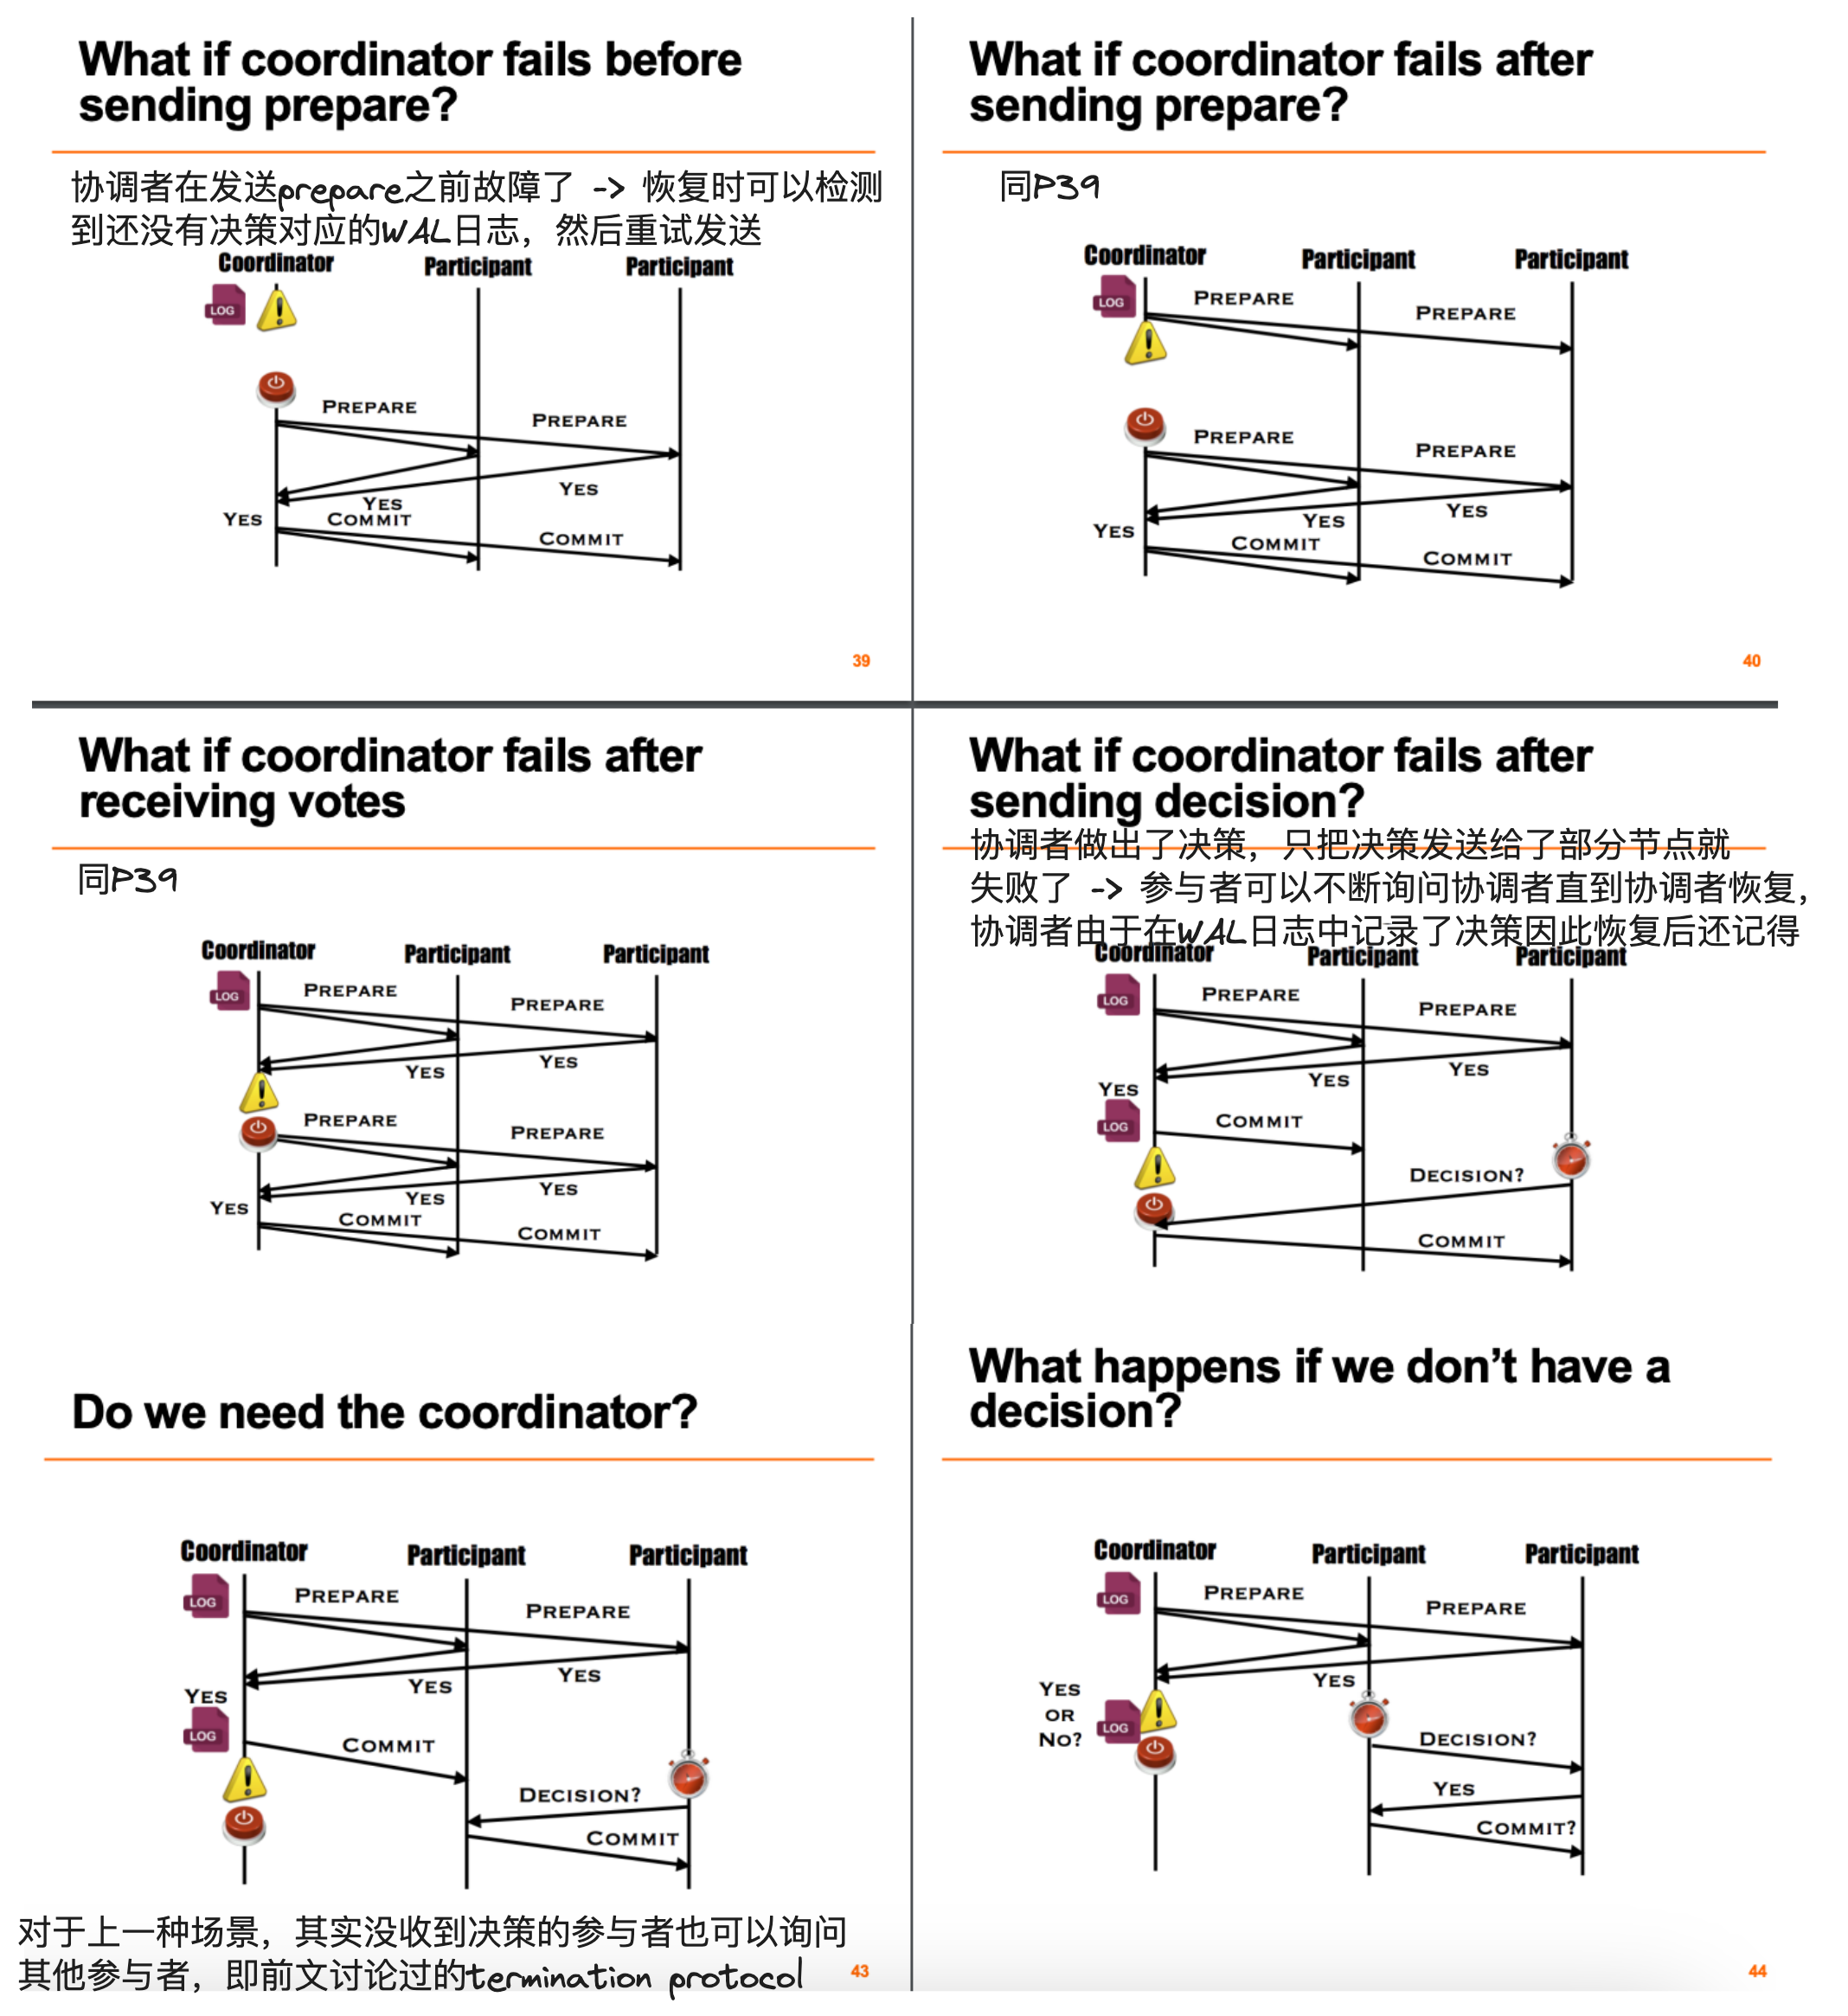 What if coordinator fails before
sending prepare?
协调者在发送prepare之前故障了 -> 恢复时可以检测
到还没有决策对应的WAL日志，然后重试发送
Coordinator Participant Participant
LOG
PREPARE
PREPARE
YES
YES
YES COMMIT
COMMIT
39
What if coordinator fails after
sending prepare?
同P39
Coordinator Participant Participant
LOG
PREPARE
PREPARE
PREPARE
PREPARE
YES
YES
YES
COMMIT
COMMIT
40
What if coordinator fails after
receiving votes
同P39
Coordinator Participant Participant
LOG
PREPARE
PREPARE
YES
YES
PREPARE
PREPARE
YES
YES
YES
COMMIT
COMMIT
What if coordinator fails after
sending decision?
协调者做出了决策，只把决策发送给了部分节点就
失败了 -> 参与者可以不断询问协调者直到协调者恢复，
协调者由于在WAL日志中记录了决策因此恢复后还记得
Coordinator Participant Participant
LOG
PREPARE
PREPARE
YES
YES
YES
LOG
COMMIT
DECISION?
COMMIT
Do we need the coordinator?
Coordinator Participant Participant
LOG
PREPARE
PREPARE
YES
YES
YES
LOG
COMMIT
DECISION?
COMMIT
对于上一种场景，其实没收到决策的参与者也可以询问
其他参与者，即前文讨论过的termination protocol
43
What happens if we don’t have a
decision?
Coordinator Participant Participant
LOG
PREPARE
PREPARE
YES
YES
OR
NO?
LOG
DECISION?
YES
COMMIT?
44